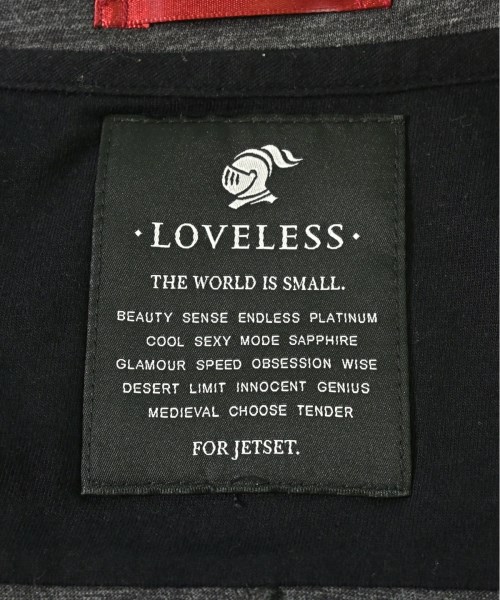 · LOVELESS ·
THE WORLD IS SMALL.
BEAUTY SENSE ENDLESS PLATINUM
COOL SEXY MODE SAPPHIRE
GLAMOUR SPEED OBSESSION WISE
DESERT LIMIT INNOCENT GENIUS
MEDIEVAL CHOOSE TENDER
FOR JETSET.